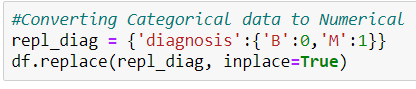 #Converting Categorical data to Numerical
repl_diag = {'diagnosis':{'B':0,'M':1}}
df.replace(repl_diag, inplace=True)